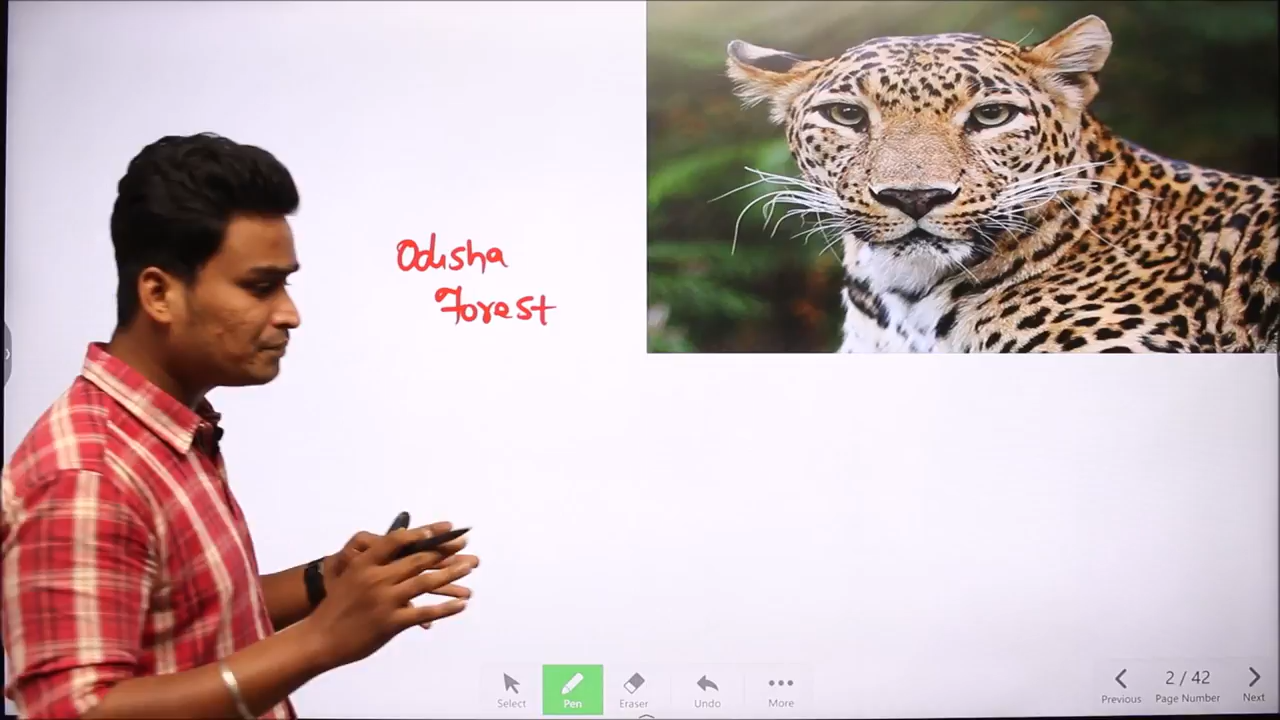 Odisha
Forest
Select
Pen
Eraser
Undo
More
Previous
2 / 42
Page Number
Next